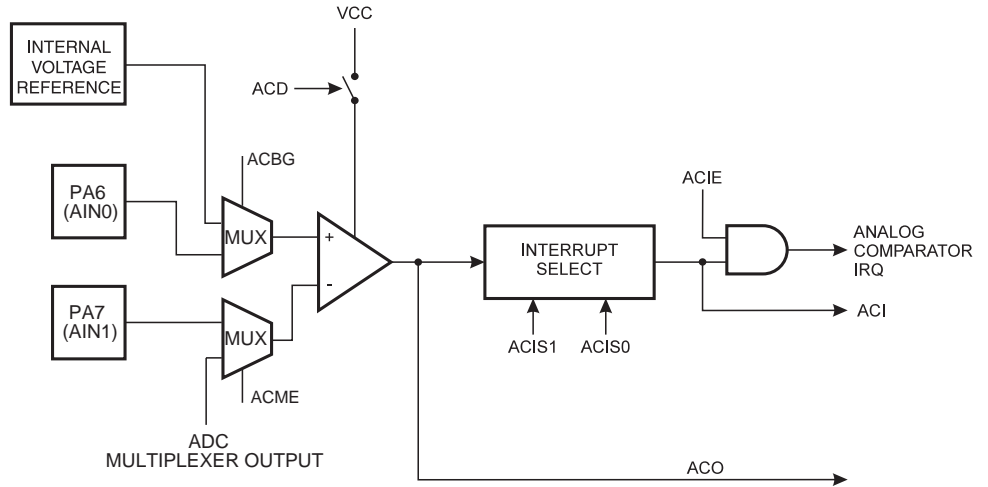 VCC
INTERNAL
VOLTAGE
REFERENCE
ACD
ACBG
ACIE
PA6
(AIN0)
MUX
+
-
INTERRUPT
SELECT
ANALOG
COMPARATOR
IRQ
PA7
(AIN1)
MUX
ACI
ACIS1
ACIS0
ACME
ADC
MULTIPLEXER OUTPUT
ACO